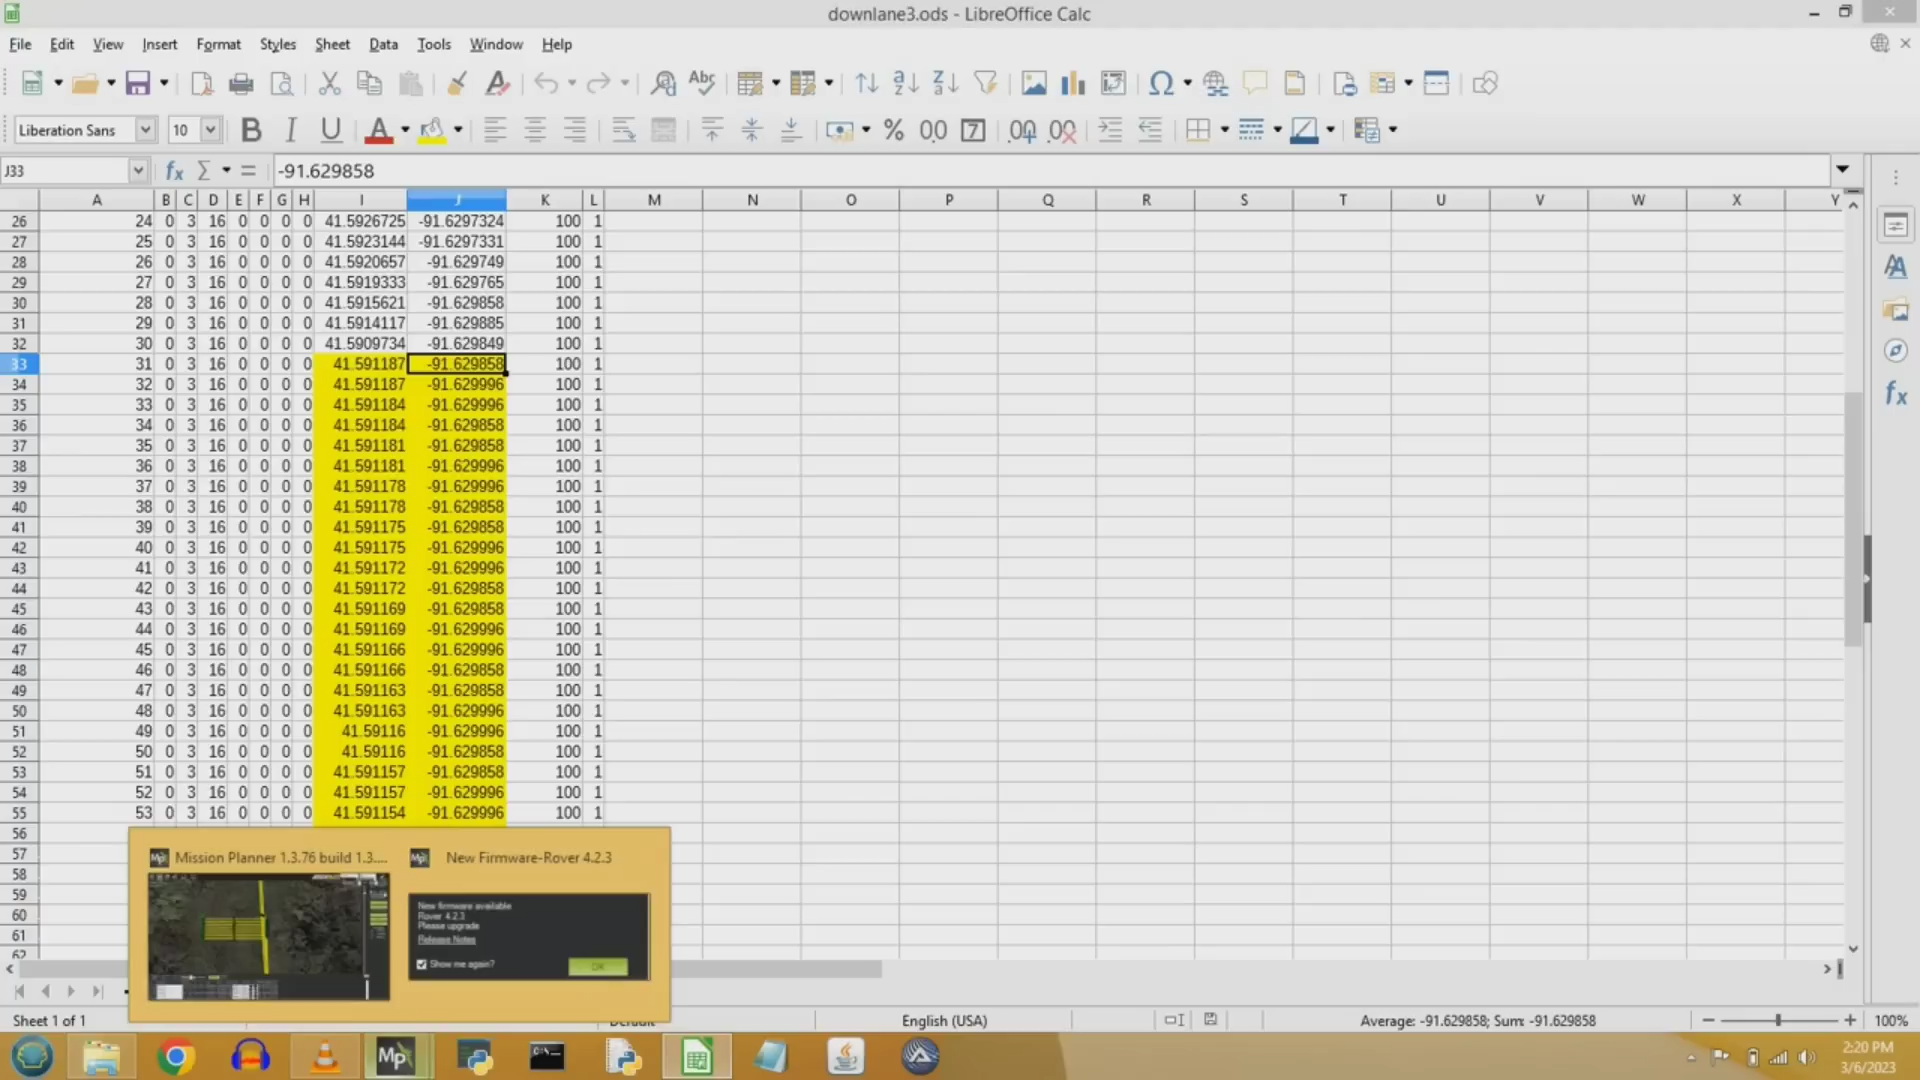 downlane3.ods - LibreOffice Calc
File Edit View Insert Format Styles Sheet Data Tools Window Help
Liberation Sans 10
J33 -91.629858
A B C D E F G H I J K L M N O P Q R S T U V W X Y
26 24 0 3 16 0 0 0 0 41.5926725 -91.6297324 100 1
27 25 0 3 16 0 0 0 0 41.5923144 -91.6297331 100 1
28 26 0 3 16 0 0 0 0 41.5920657 -91.629749 100 1
29 27 0 3 16 0 0 0 0 41.5919333 -91.629765 100 1
30 28 0 3 16 0 0 0 0 41.5915621 -91.629858 100 1
31 29 0 3 16 0 0 0 0 41.5914117 -91.629885 100 1
32 30 0 3 16 0 0 0 0 41.5909734 -91.629849 100 1
33 31 0 3 16 0 0 0 0 41.591187 -91.629858 100 1
34 32 0 3 16 0 0 0 0 41.591187 -91.629996 100 1
35 33 0 3 16 0 0 0 0 41.591184 -91.629996 100 1
36 34 0 3 16 0 0 0 0 41.591184 -91.629858 100 1
37 35 0 3 16 0 0 0 0 41.591181 -91.629858 100 1
38 36 0 3 16 0 0 0 0 41.591181 -91.629996 100 1
39 37 0 3 16 0 0 0 0 41.591178 -91.629996 100 1
40 38 0 3 16 0 0 0 0 41.591178 -91.629858 100 1
41 39 0 3 16 0 0 0 0 41.591175 -91.629858 100 1
42 40 0 3 16 0 0 0 0 41.591175 -91.629996 100 1
43 41 0 3 16 0 0 0 0 41.591172 -91.629996 100 1
44 42 0 3 16 0 0 0 0 41.591172 -91.629858 100 1
45 43 0 3 16 0 0 0 0 41.591169 -91.629858 100 1
46 44 0 3 16 0 0 0 0 41.591169 -91.629996 100 1
47 45 0 3 16 0 0 0 0 41.591166 -91.629996 100 1
48 46 0 3 16 0 0 0 0 41.591166 -91.629858 100 1
49 47 0 3 16 0 0 0 0 41.591163 -91.629858 100 1
50 48 0 3 16 0 0 0 0 41.591163 -91.629996 100 1
51 49 0 3 16 0 0 0 0 41.59116 -91.629996 100 1
52 50 0 3 16 0 0 0 0 41.59116 -91.629858 100 1
53 51 0 3 16 0 0 0 0 41.591157 -91.629858 100 1
54 52 0 3 16 0 0 0 0 41.591157 -91.629996 100 1
55 53 0 3 16 0 0 0 0 41.591154 -91.629996 100 1
56
57
58
59
60
61
62
Mission Planner 1.3.76 build 1.3....
New Firmware-Rover 4.2.3
New firmware available
Rover 4.2.3
Please upgrade
Release Notes
Show me again?
OK
Sheet 1 of 1 Default English (USA) Average: -91.629858; Sum: -91.629858 100%
2:20 PM
3/6/2023